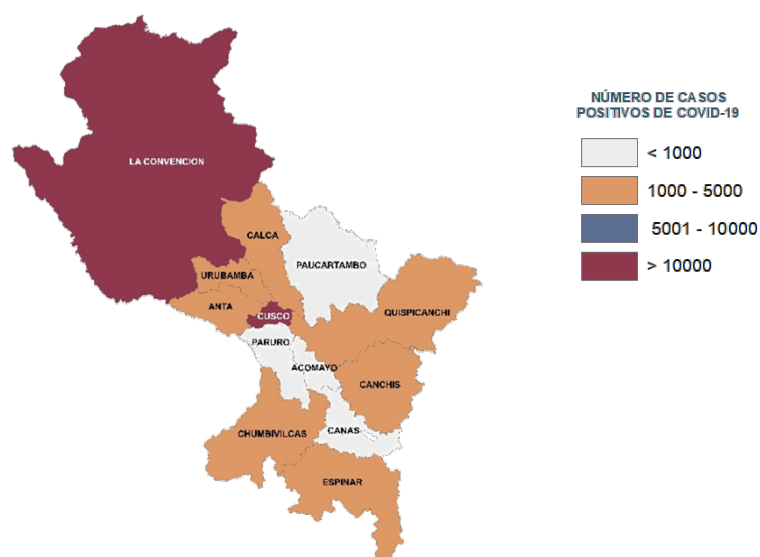 NÚMERO DE CASOS
POSITIVOS DE COVID-19
< 1000
1000 - 5000
5001 - 10000
> 10000
LA CONVENCION
CALCA
PAUCARTAMBO
URUBAMBA
ANTA
CUSCO
QUISPICANCHI
PARURO
ACOMAYO
CANCHIS
CHUMBIVILCAS
CANAS
ESPINAR